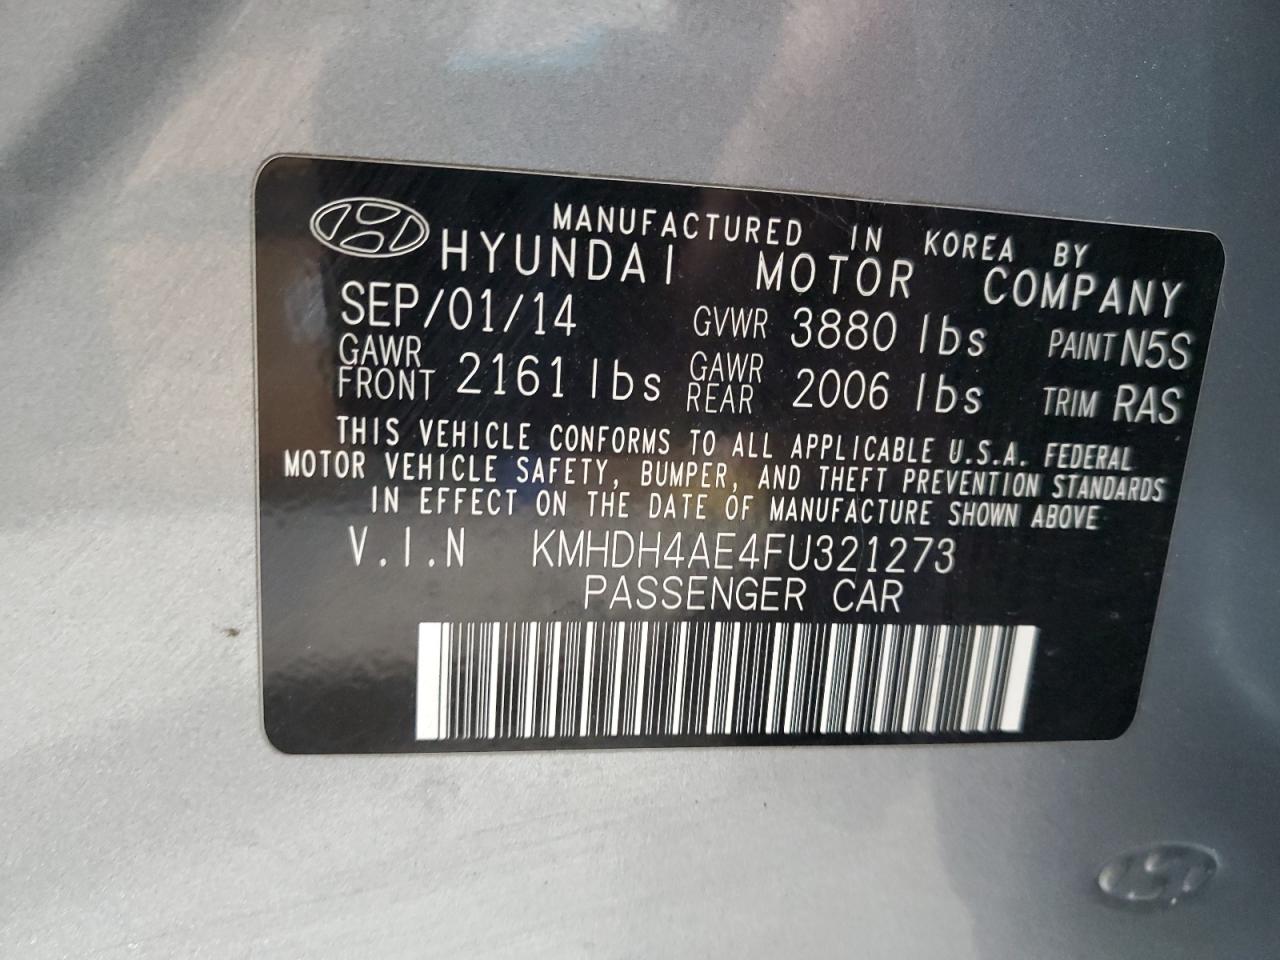 MANUFACTURED IN KOREA BY
HYUNDAI MOTOR COMPANY
SEP/01/14 GVWR 3880 lbs PAINT N5S
GAWR FRONT 2161 lbs GAWR REAR 2006 lbs TRIM RAS
THIS VEHICLE CONFORMS TO ALL APPLICABLE U.S.A. FEDERAL
MOTOR VEHICLE SAFETY, BUMPER, AND THEFT PREVENTION STANDARDS
IN EFFECT ON THE DATE OF MANUFACTURE SHOWN ABOVE
V.I.N KMHDH4AE4FU321273
PASSENGER CAR